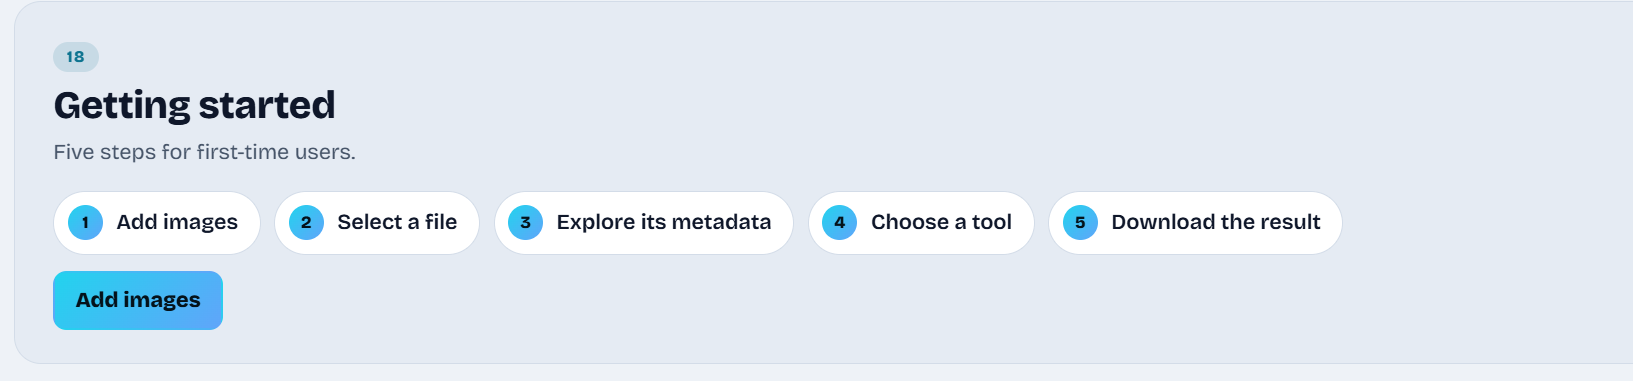 18
Getting started
Five steps for first-time users.
1 Add images 2 Select a file 3 Explore its metadata 4 Choose a tool 5 Download the result
Add images